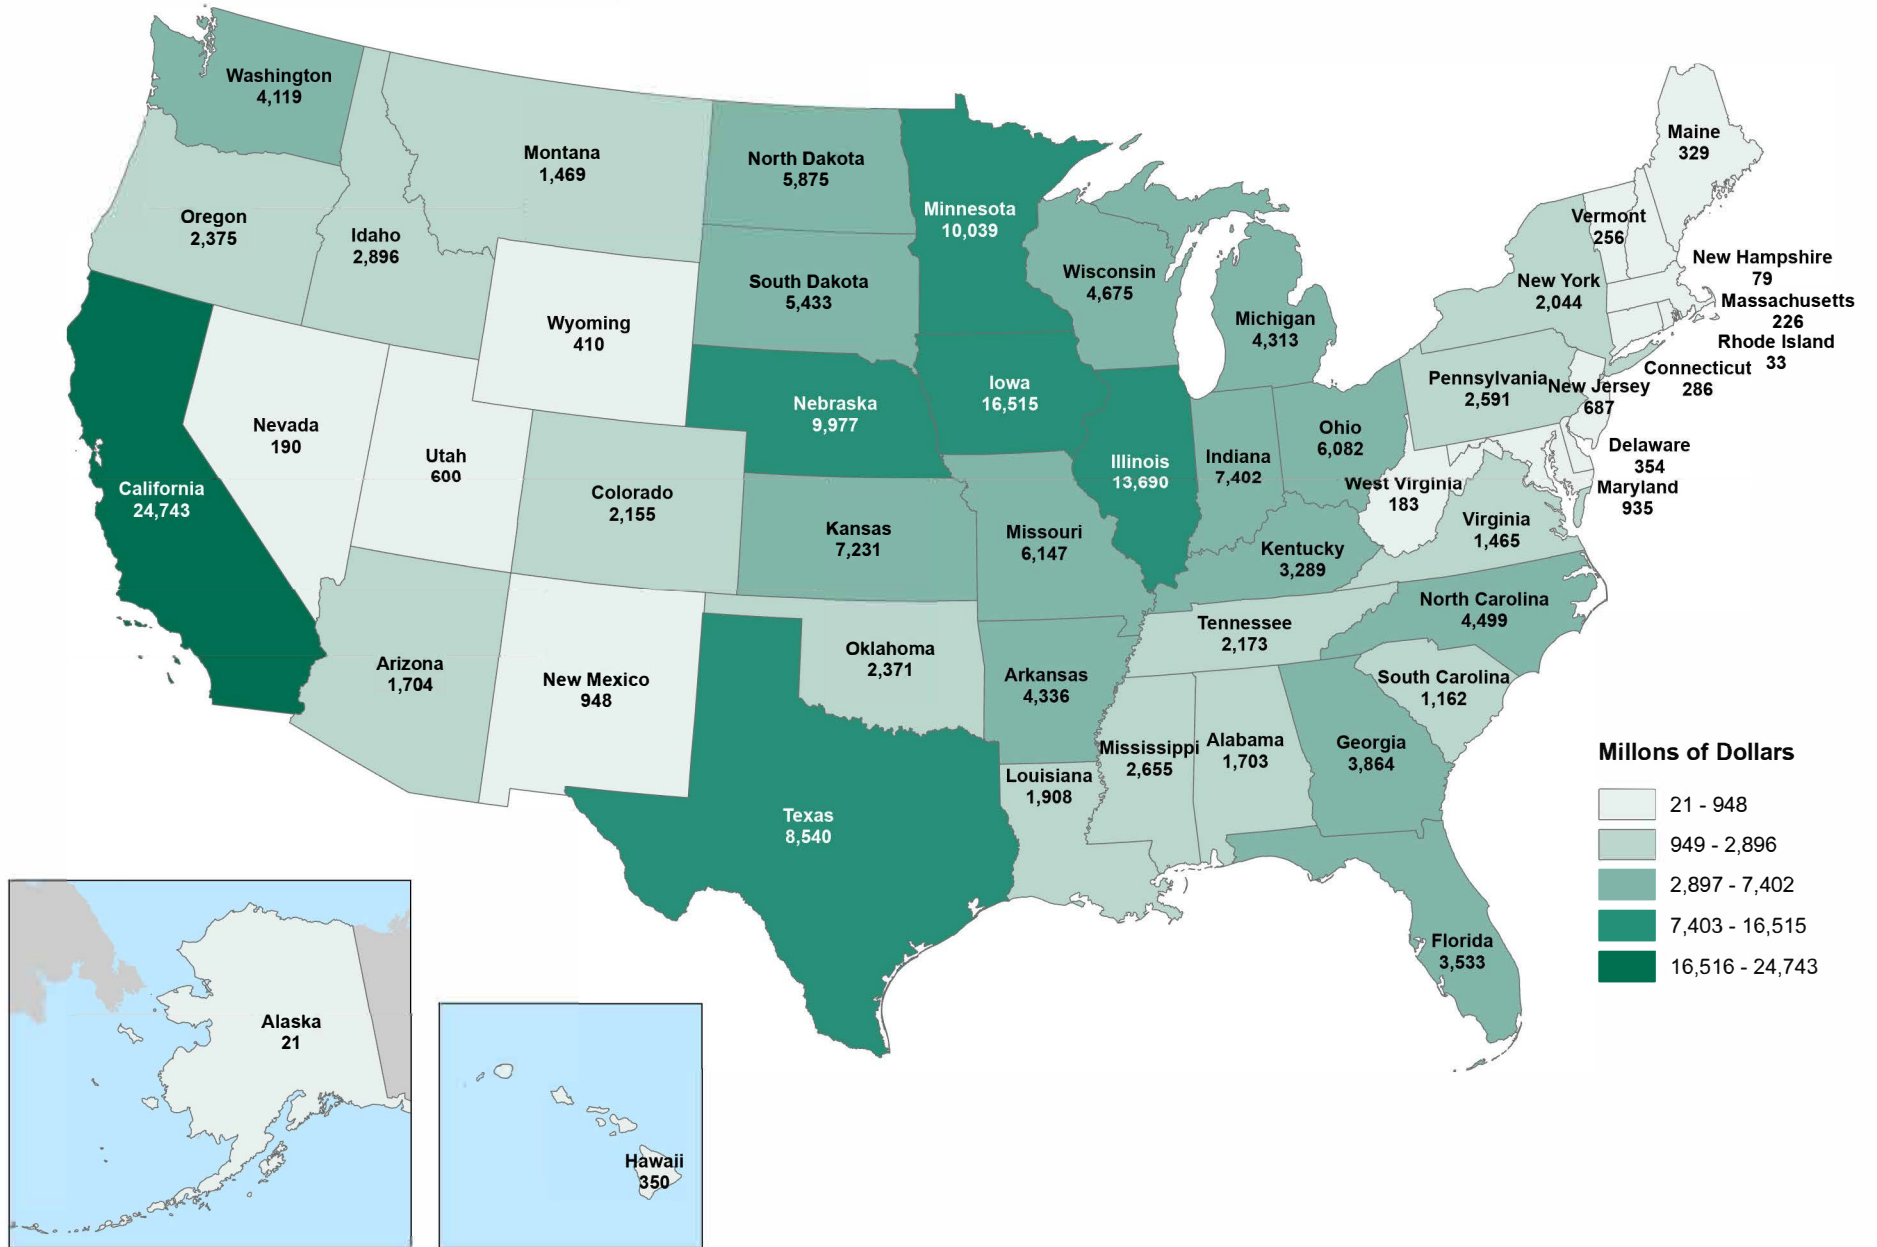 Washington
4,119
Montana
1,469
North Dakota
5,875
Minnesota
10,039
Maine
329
Oregon
2,375
Idaho
2,896
Vermont
256
New Hampshire
79
Wisconsin
4,675
South Dakota
5,433
New York
2,044
Massachusetts
226
Wyoming
410
Michigan
4,313
Rhode Island
33
Connecticut
286
Iowa
16,515
Pennsylvania
2,591
New Jersey
687
Nebraska
9,977
Nevada
190
Ohio
6,082
Utah
600
Indiana
7,402
Delaware
354
Illinois
13,690
California
24,743
Colorado
2,155
West Virginia
183
Maryland
935
Kansas
7,231
Missouri
6,147
Virginia
1,465
Kentucky
3,289
North Carolina
4,499
Tennessee
2,173
Oklahoma
2,371
Arizona
1,704
New Mexico
948
Arkansas
4,336
South Carolina
1,162
Mississippi
2,655
Alabama
1,703
Georgia
3,864
Louisiana
1,908
Texas
8,540
Florida
3,533
Alaska
21
Hawaii
350
Millons of Dollars
21 - 948
949 - 2,896
2,897 - 7,402
7,403 - 16,515
16,516 - 24,743